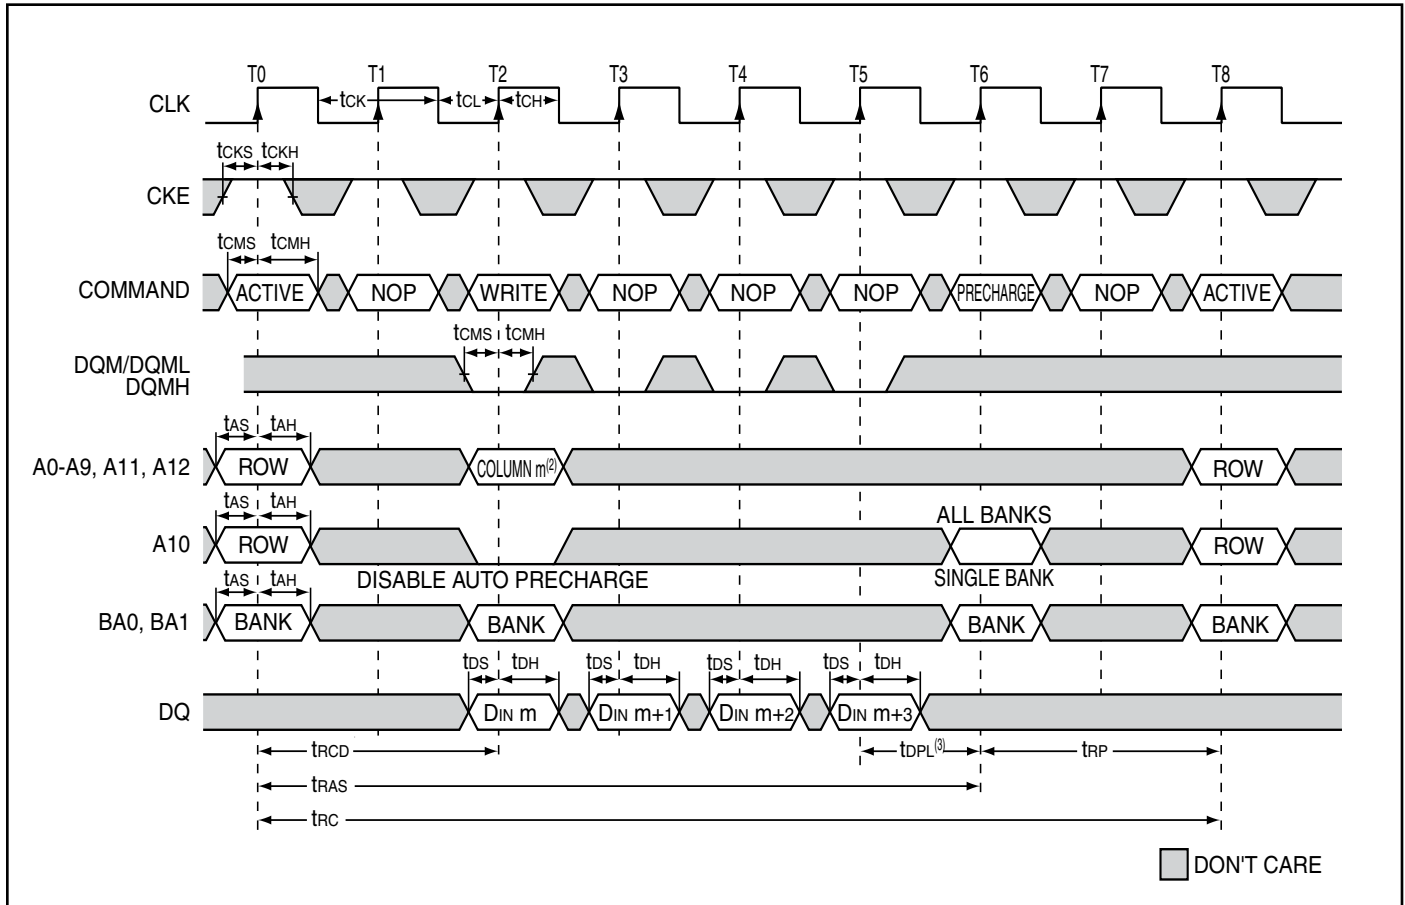 T0 T1 T2 T3 T4 T5 T6 T7 T8
CLK tCK tCL tCH
tCKS tCKH
CKE
tCMS tCMH
COMMAND ACTIVE NOP WRITE NOP NOP NOP PRECHARGE NOP ACTIVE
tCMS tCMH
DQM/DQML
DQMH
tAS tAH
A0-A9, A11, A12 ROW COLUMN m(2) ROW
tAS tAH ALL BANKS
A10 ROW ROW
DISABLE AUTO PRECHARGE SINGLE BANK
tAS tAH
BA0, BA1 BANK BANK BANK BANK
tDS tDH tDS tDH tDS tDH tDS tDH
DQ DIN m DIN m+1 DIN m+2 DIN m+3
tRCD tDPL(3) tRP
tRAS
tRC
DON'T CARE